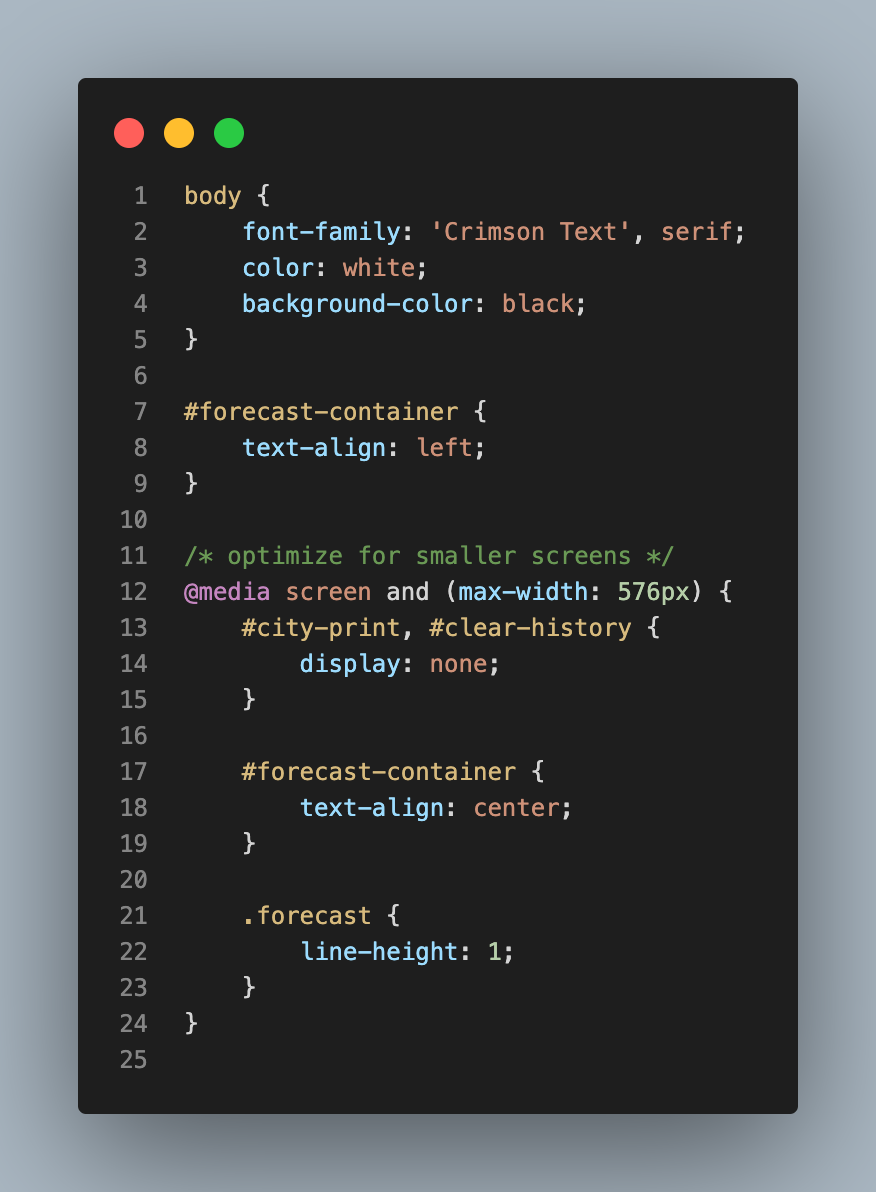 1 body {
2     font-family: 'Crimson Text', serif;
3     color: white;
4     background-color: black;
5 }
6
7 #forecast-container {
8     text-align: left;
9 }
10
11 /* optimize for smaller screens */
12 @media screen and (max-width: 576px) {
13     #city-print, #clear-history {
14         display: none;
15     }
16
17     #forecast-container {
18         text-align: center;
19     }
20
21     .forecast {
22         line-height: 1;
23     }
24 }
25